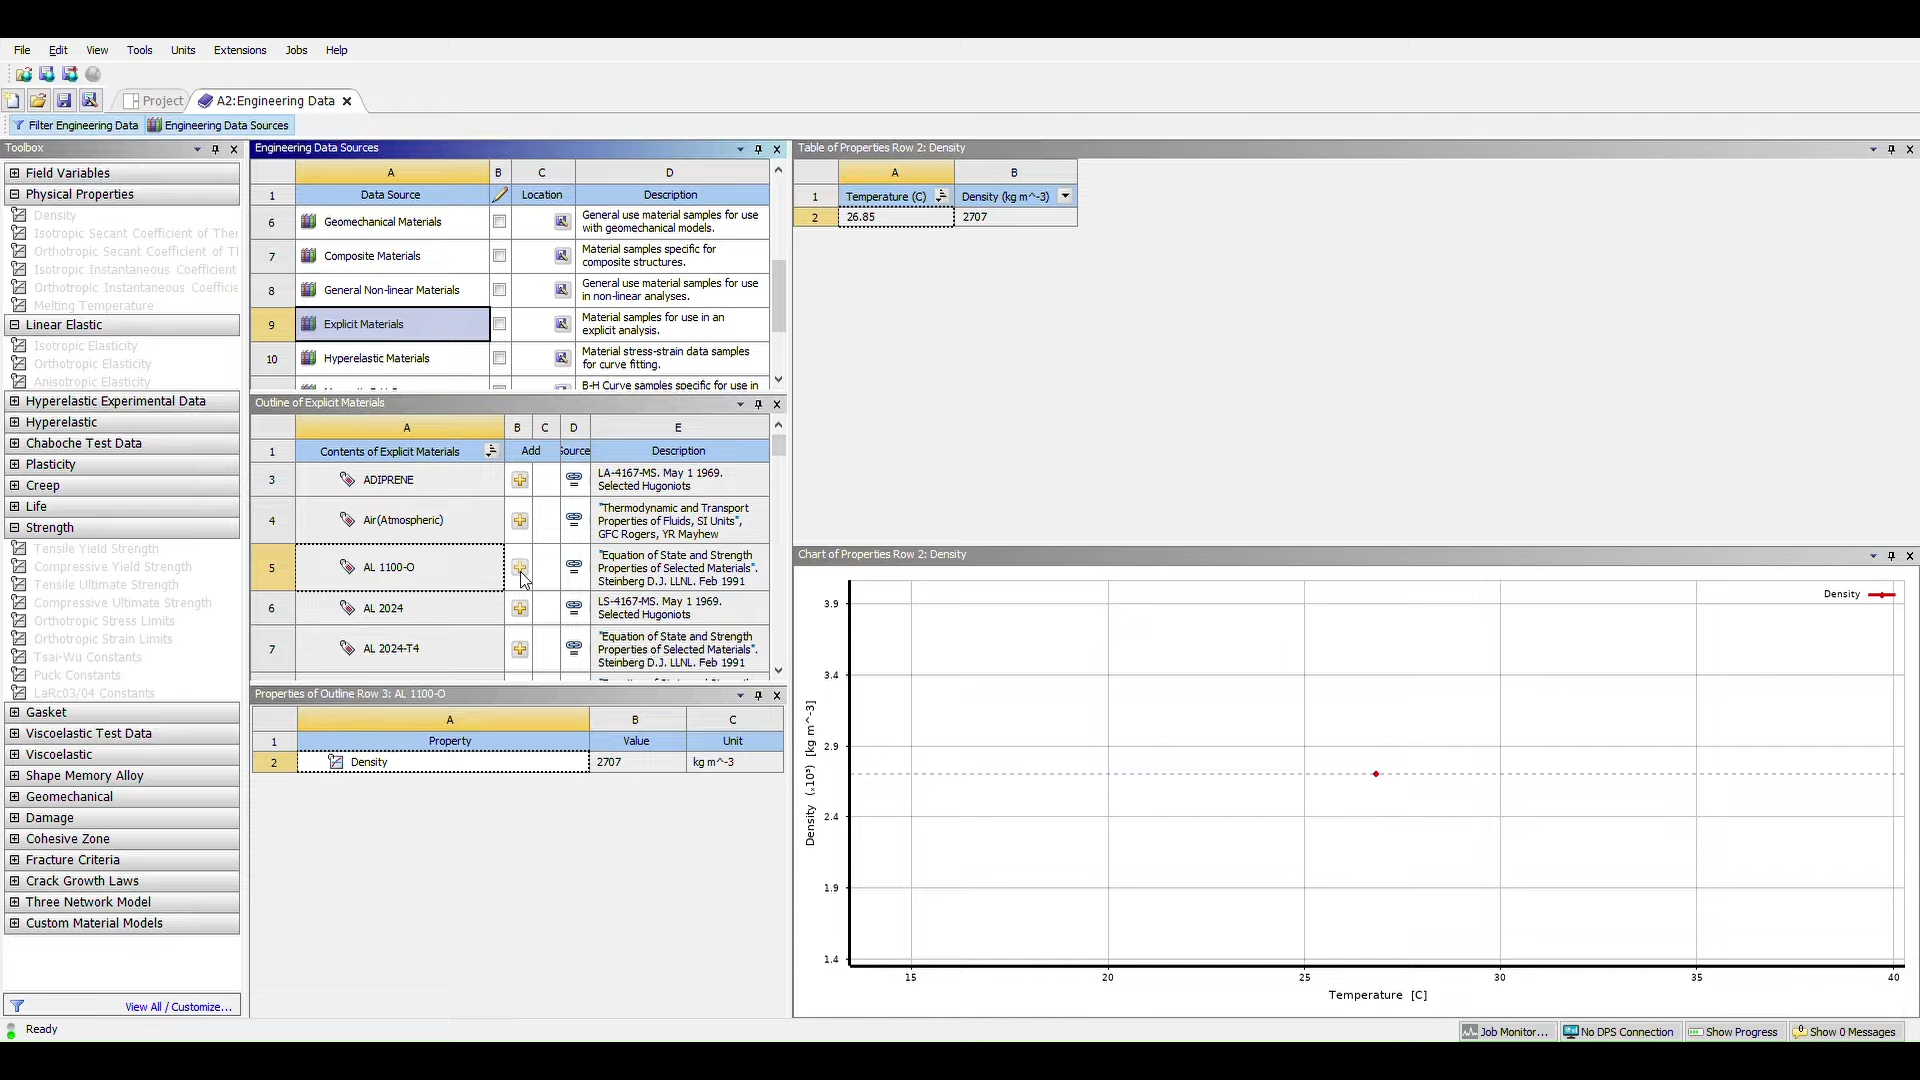 File Edit View Tools Units Extensions Jobs Help
Project A2:Engineering Data
Filter Engineering Data Engineering Data Sources
Toolbox
Field Variables
Physical Properties
Density
Isotropic Secant Coefficient of Ther
Orthotropic Secant Coefficient of Tl
Isotropic Instantaneous Coefficient
Orthotropic Instantaneous Coefficie
Melting Temperature
Linear Elastic
Isotropic Elasticity
Orthotropic Elasticity
Anisotropic Elasticity
Hyperelastic Experimental Data
Hyperelastic
Chaboche Test Data
Plasticity
Creep
Life
Strength
Tensile Yield Strength
Compressive Yield Strength
Tensile Ultimate Strength
Compressive Ultimate Strength
Orthotropic Stress Limits
Orthotropic Strain Limits
Tsai-Wu Constants
Puck Constants
LaRc03/04 Constants
Gasket
Viscoelastic Test Data
Viscoelastic
Shape Memory Alloy
Geomechanical
Damage
Cohesive Zone
Fracture Criteria
Crack Growth Laws
Three Network Model
Custom Material Models
View All / Customize...
Engineering Data Sources
A B C D
1 Data Source Location Description
6 Geomechanical Materials General use material samples for use
with geomechanical models.
7 Composite Materials Material samples specific for
composite structures.
8 General Non-linear Materials General use material samples for use
in non-linear analyses.
9 Explicit Materials Material samples for use in an
explicit analysis.
10 Hyperelastic Materials Material stress-strain data samples
for curve fitting.
B-H Curve samples specific for use in
Outline of Explicit Materials
A B C D E
1 Contents of Explicit Materials Add Source Description
3 ADIPRENE LA-4167-MS. May 1 1969.
Selected Hugoniots
4 Air(Atmospheric) "Thermodynamic and Transport
Properties of Fluids, SI Units",
GFC Rogers, YR Mayhew
5 AL 1100-O "Equation of State and Strength
Properties of Selected Materials".
Steinberg D.J. LLNL. Feb 1991
6 AL 2024 LS-4167-MS. May 1 1969.
Selected Hugoniots
7 AL 2024-T4 "Equation of State and Strength
Properties of Selected Materials".
Steinberg D.J. LLNL. Feb 1991
Properties of Outline Row 3: AL 1100-O
A B C
1 Property Value Unit
2 Density 2707 kg m^-3
Table of Properties Row 2: Density
A B
1 Temperature (C) Density (kg m^-3)
2 26.85 2707
Chart of Properties Row 2: Density
Density
3.9
3.4
2.9
2.4
1.9
1.4
Density (.10³) [kg m^-3]
15 20 25 30 35 40
Temperature [C]
Ready
Job Monitor... No DPS Connection Show Progress Show 0 Messages